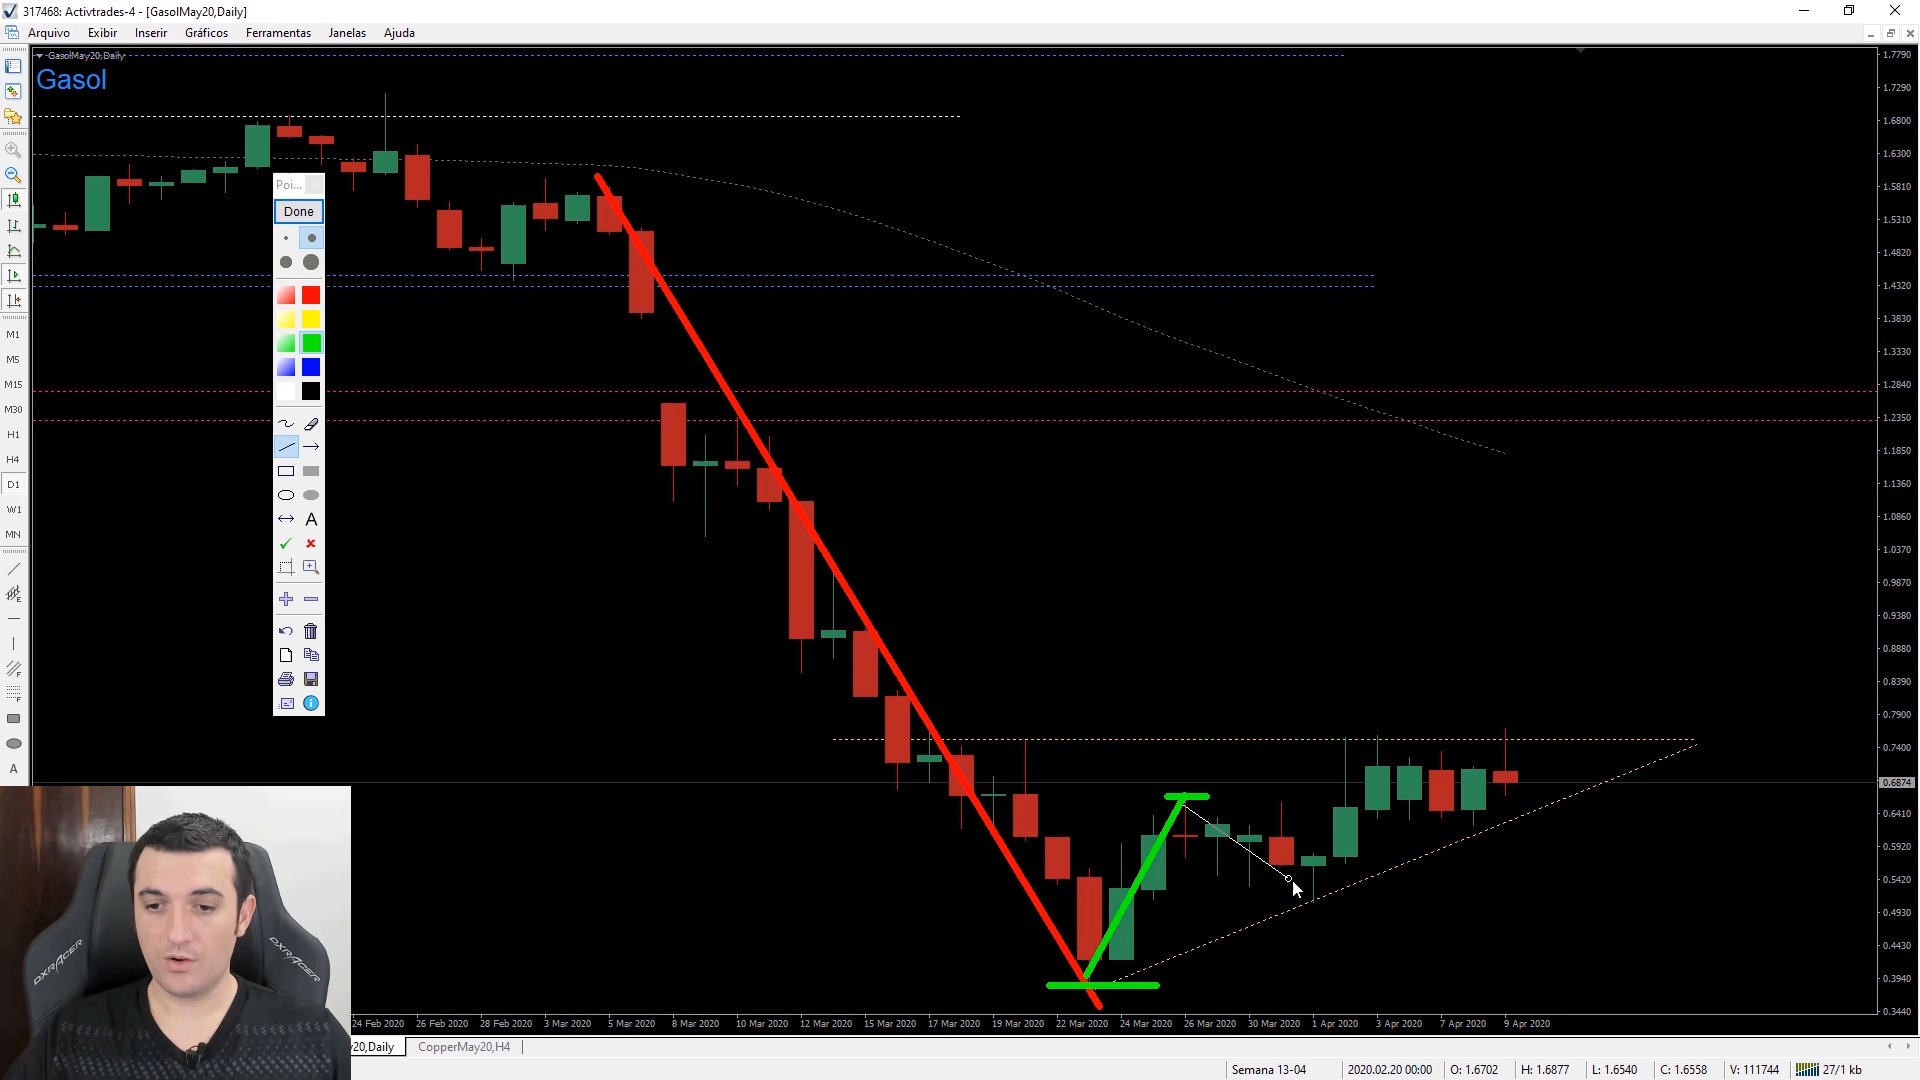 317468: Activtrades-4 - [GasolMay20,Daily]
Arquivo Exibir Inserir Gráficos Ferramentas Janelas Ajuda
GasolMay20,Daily
Gasol
Poi...
Done
A
M1
M5
M15
M30
H1
H4
D1
W1
MN
A
1.7790
1.7290
1.6800
1.6300
1.5810
1.5310
1.4820
1.4320
1.3830
1.3330
1.2840
1.2350
1.1850
1.1360
1.0860
1.0370
0.9870
0.9380
0.8880
0.8390
0.7900
0.7400
0.6874
0.6410
0.5920
0.5420
0.4930
0.4430
0.3940
0.3440
24 Feb 2020 26 Feb 2020 28 Feb 2020 3 Mar 2020 5 Mar 2020 8 Mar 2020 10 Mar 2020 12 Mar 2020 15 Mar 2020 17 Mar 2020 19 Mar 2020 22 Mar 2020 24 Mar 2020 26 Mar 2020 30 Mar 2020 1 Apr 2020 3 Apr 2020 7 Apr 2020 9 Apr 2020
DXRACER
DXRACER
y20,Daily CopperMay20,H4
Semana 13-04 2020.02.20 00:00 O: 1.6702 H: 1.6877 L: 1.6540 C: 1.6558 V: 111744 27/1 kb